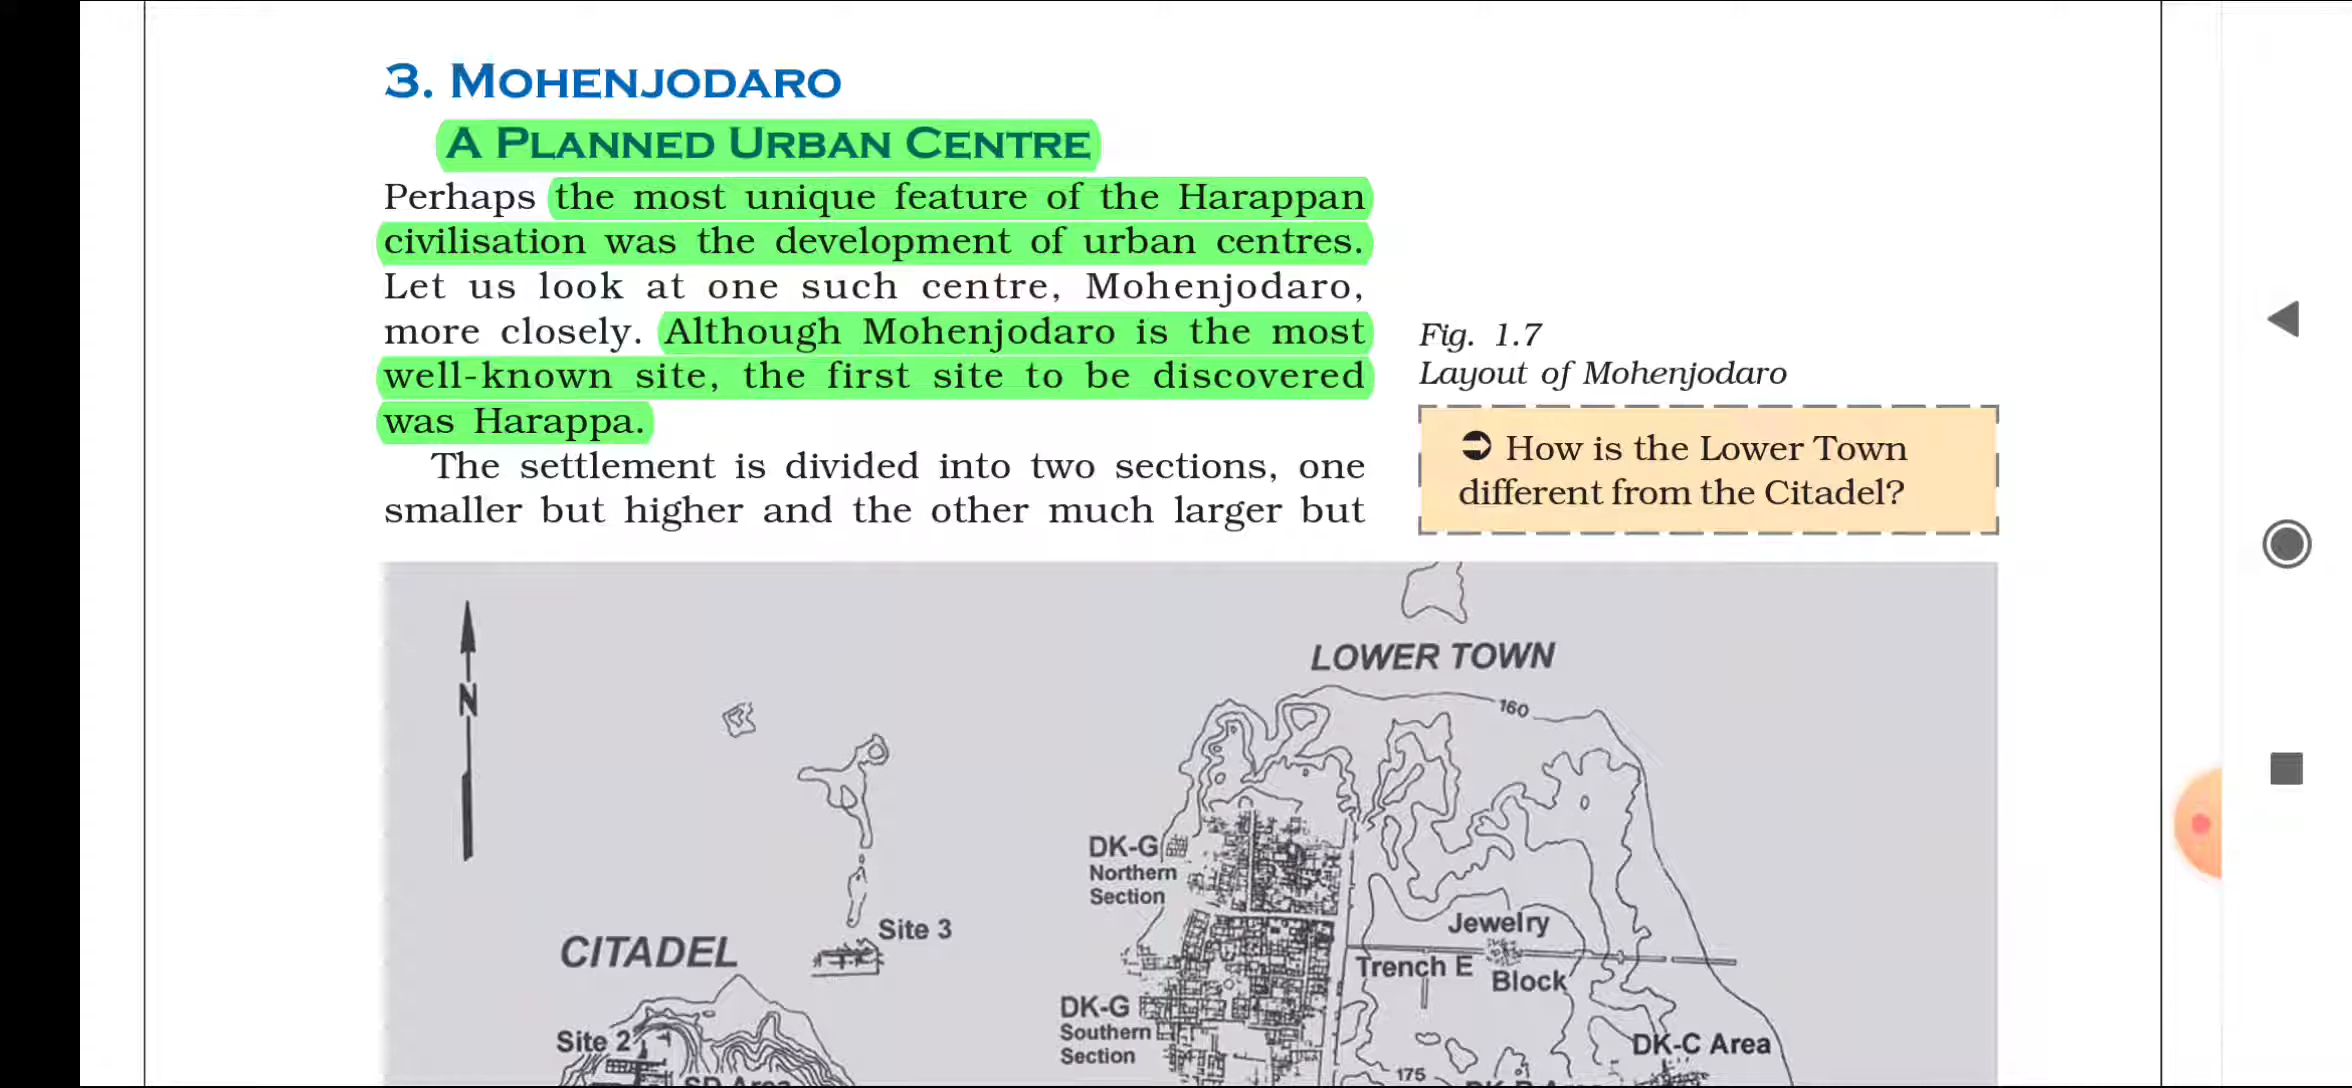 3. MOHENJODARO
A PLANNED URBAN CENTRE
Perhaps the most unique feature of the Harappan
civilisation was the development of urban centres.
Let us look at one such centre, Mohenjodaro,
more closely. Although Mohenjodaro is the most
well-known site, the first site to be discovered
was Harappa.
The settlement is divided into two sections, one
smaller but higher and the other much larger but
Fig. 1.7
Layout of Mohenjodaro
➲ How is the Lower Town
different from the Citadel?
LOWER TOWN
160
N
DK-G
Northern
Section
Site 3
CITADEL
Jewelry
Trench E
Block
DK-G
Southern
Section
Site 2
DK-C Area
175
SD Area